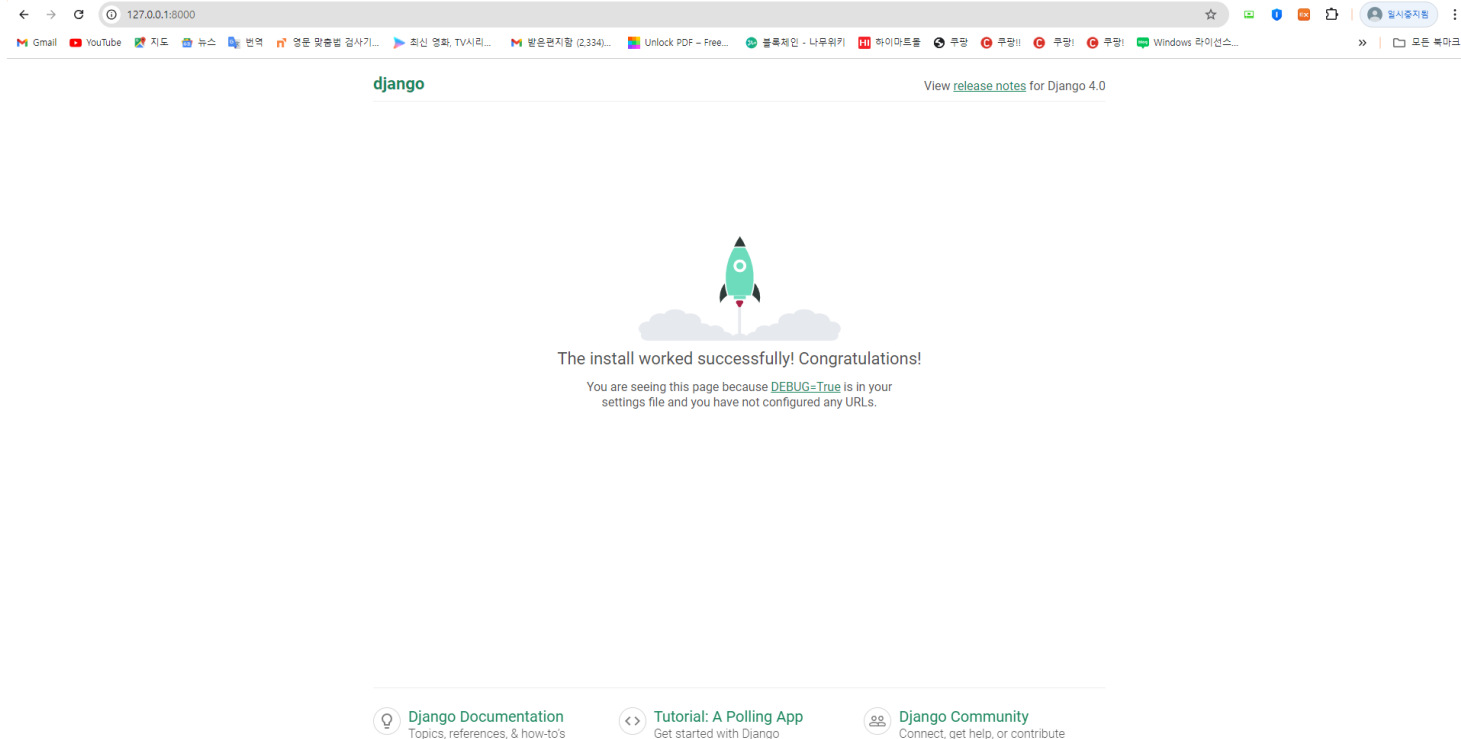 127.0.0.1:8000
일시중지됨
Gmail YouTube 지도 뉴스 번역 영문 맞춤법 검사기... 최신 영화, TV시리... 받은편지함 (2,334)... Unlock PDF – Free... 블록체인 - 나무위키 하이마트몰 쿠팡 쿠팡!! 쿠팡! 쿠팡! Windows 라이선스... » 모든 북마크
django
View release notes for Django 4.0
The install worked successfully! Congratulations!
You are seeing this page because DEBUG=True is in your
settings file and you have not configured any URLs.
Django Documentation
Topics, references, & how-to's
Tutorial: A Polling App
Get started with Django
Django Community
Connect, get help, or contribute